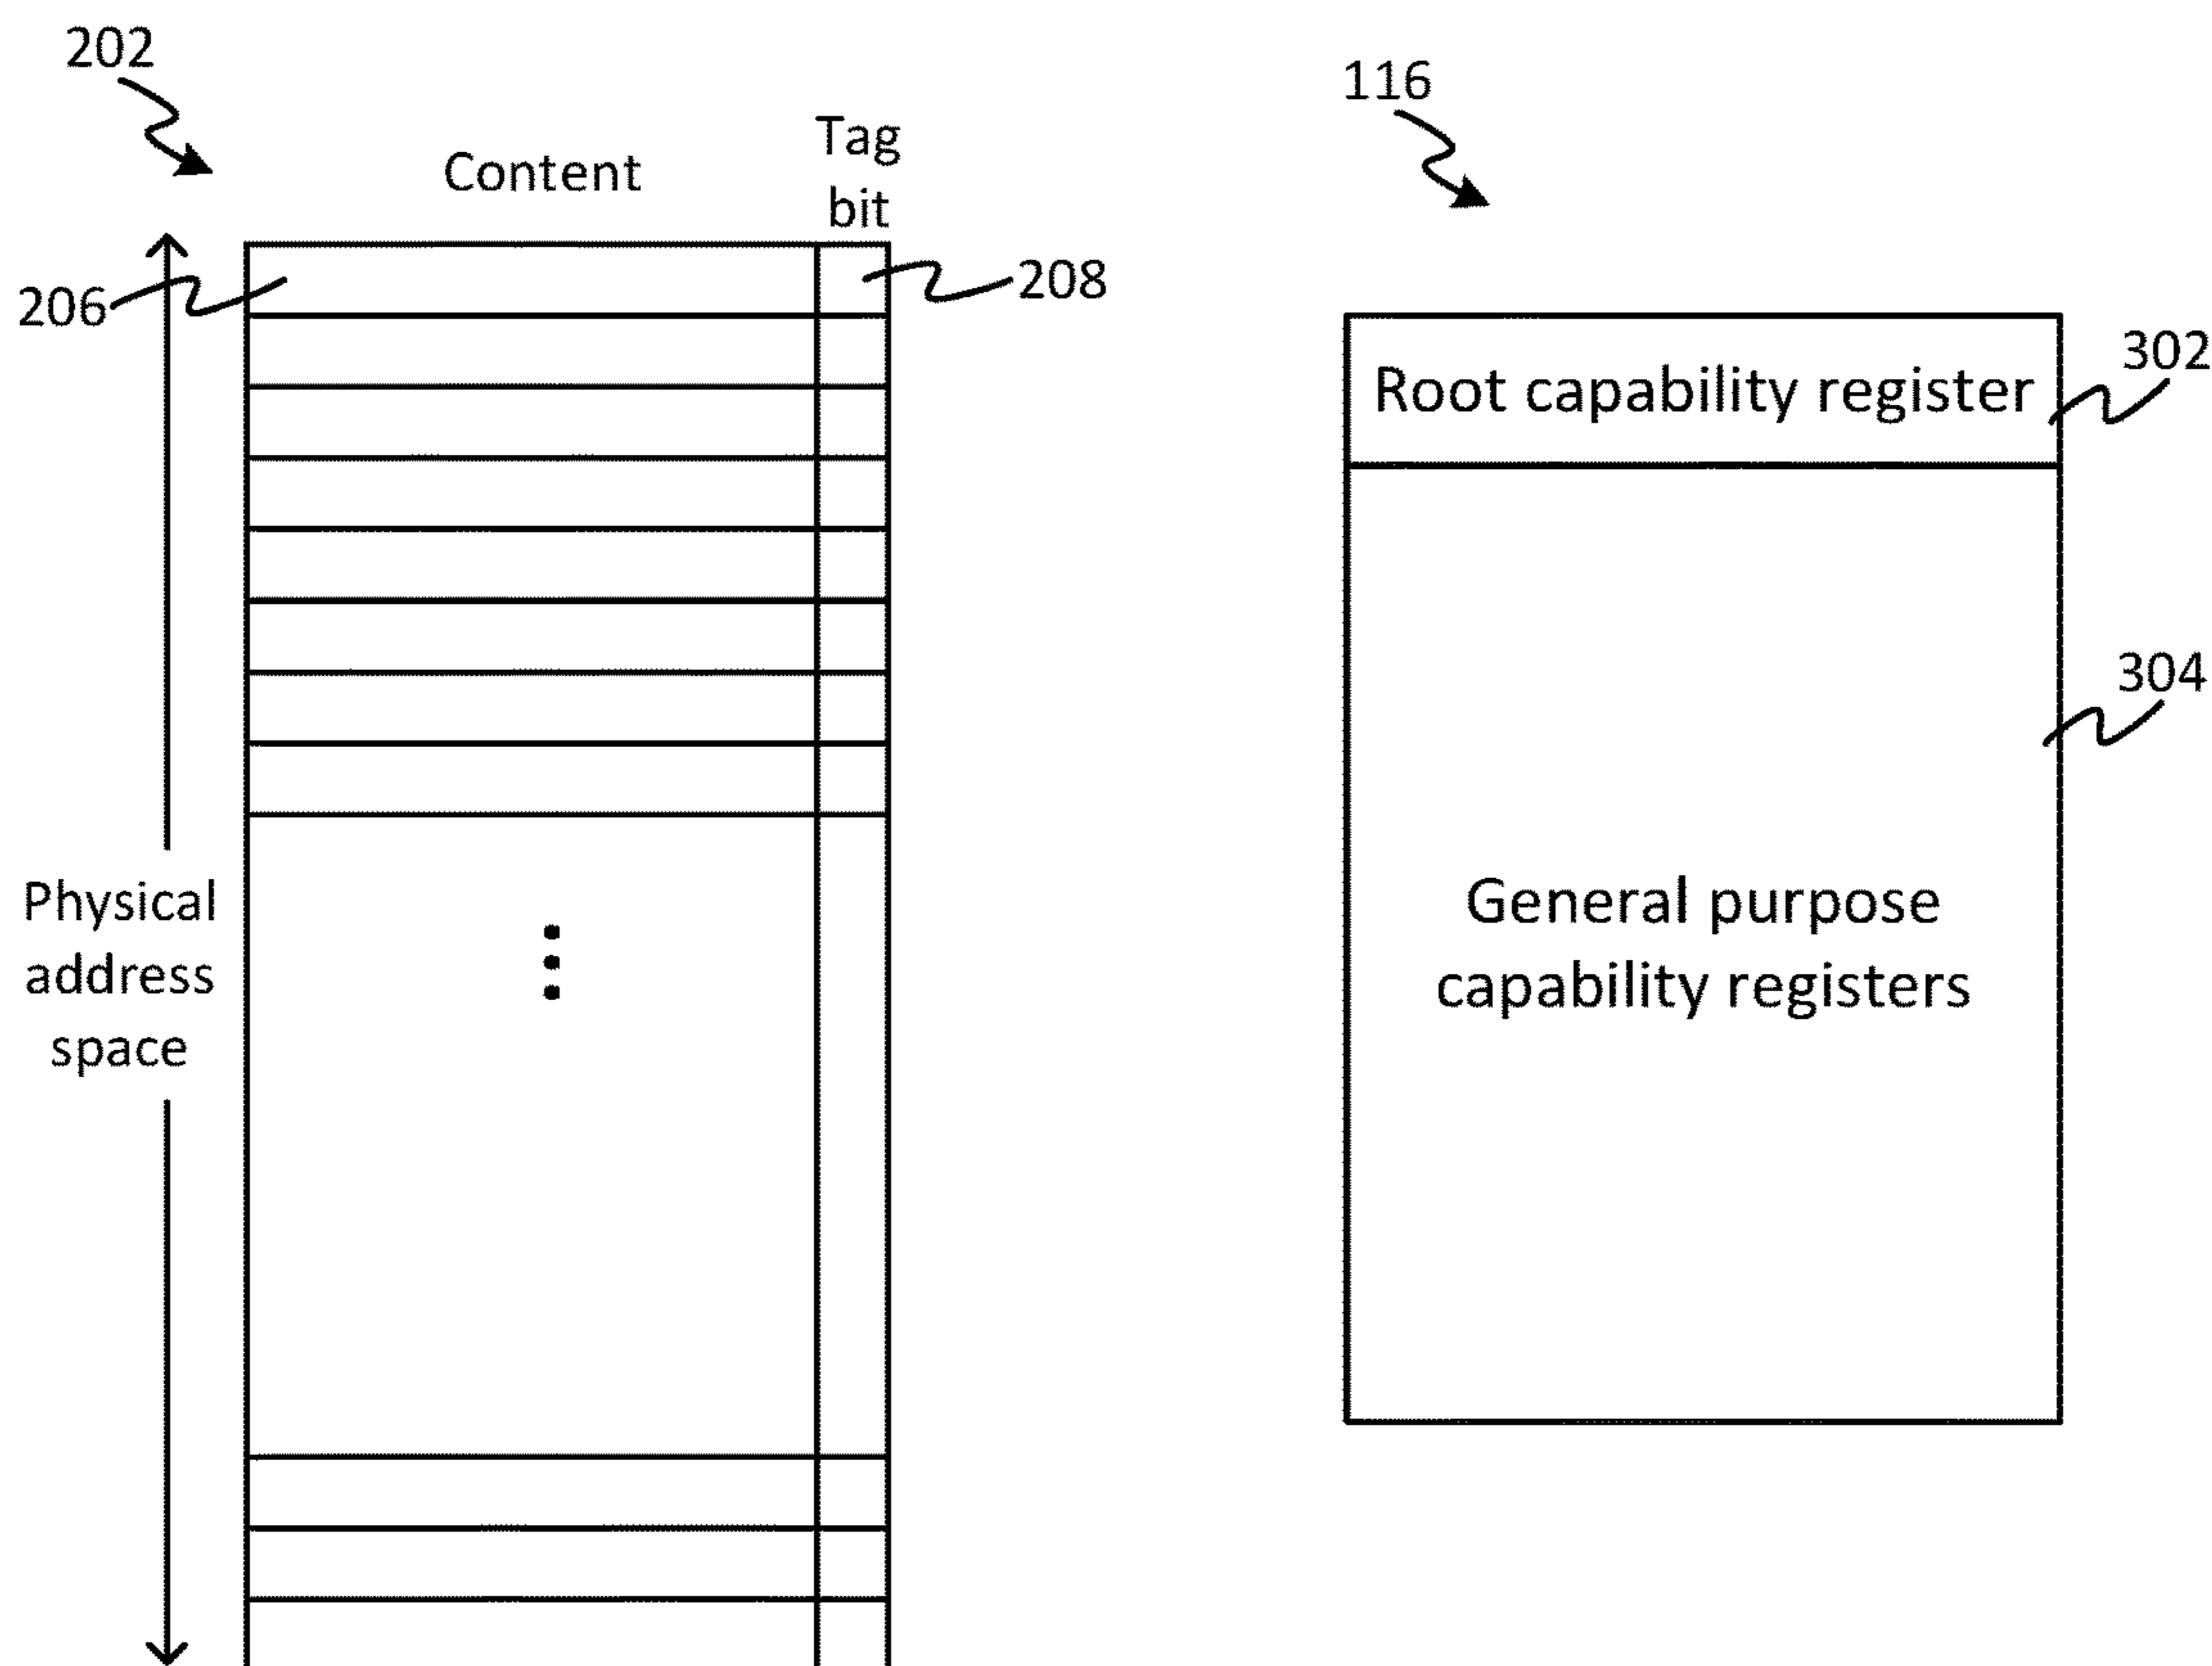 202
Content
Tag
bit
206
208
Physical
address
space
116
Root capability register
302
304
General purpose
capability registers